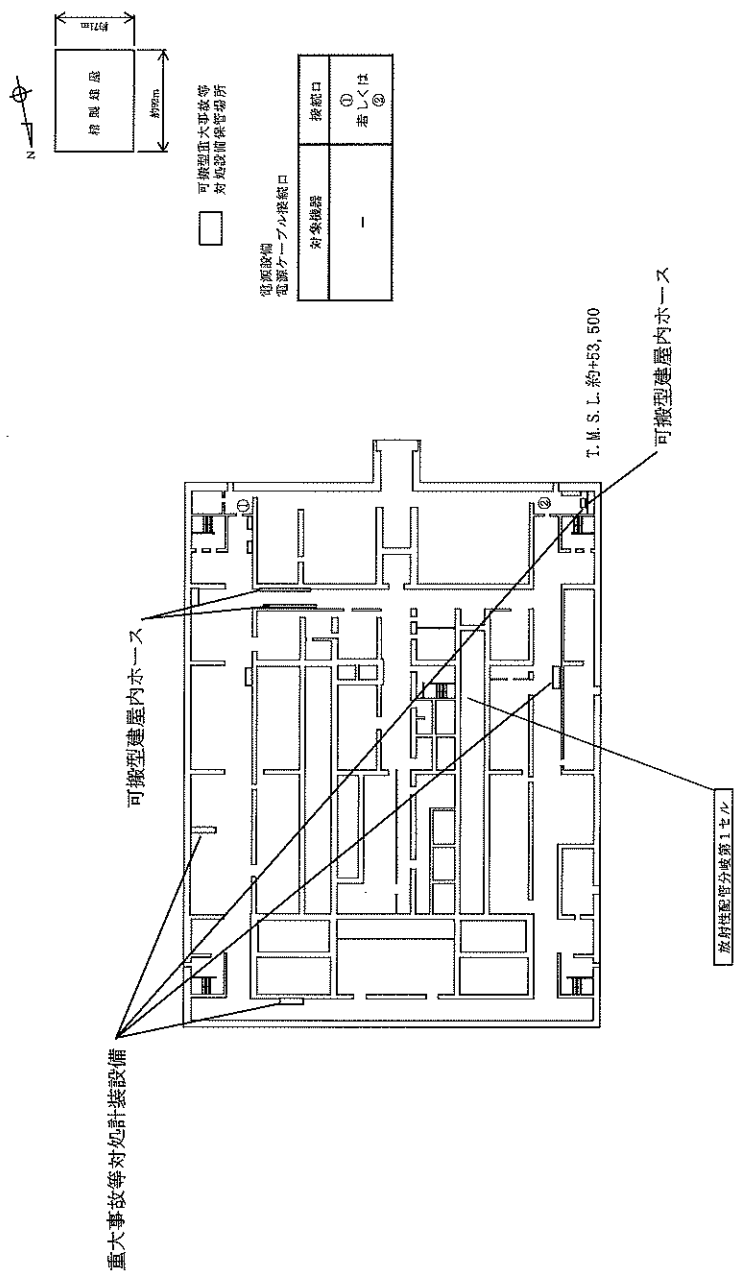 重大事故等対処計装設備
可搬型建屋内ホース
①
②
T.M.S.L.約+53,500
可搬型建屋内ホース
放射性配管分岐第1セル
N
精製建屋
約92m
約71m
可搬型重大事故等
対処設備保管場所
電源設備
電源ケーブル接続口
対象機器
接続口
－
①
若しくは
②